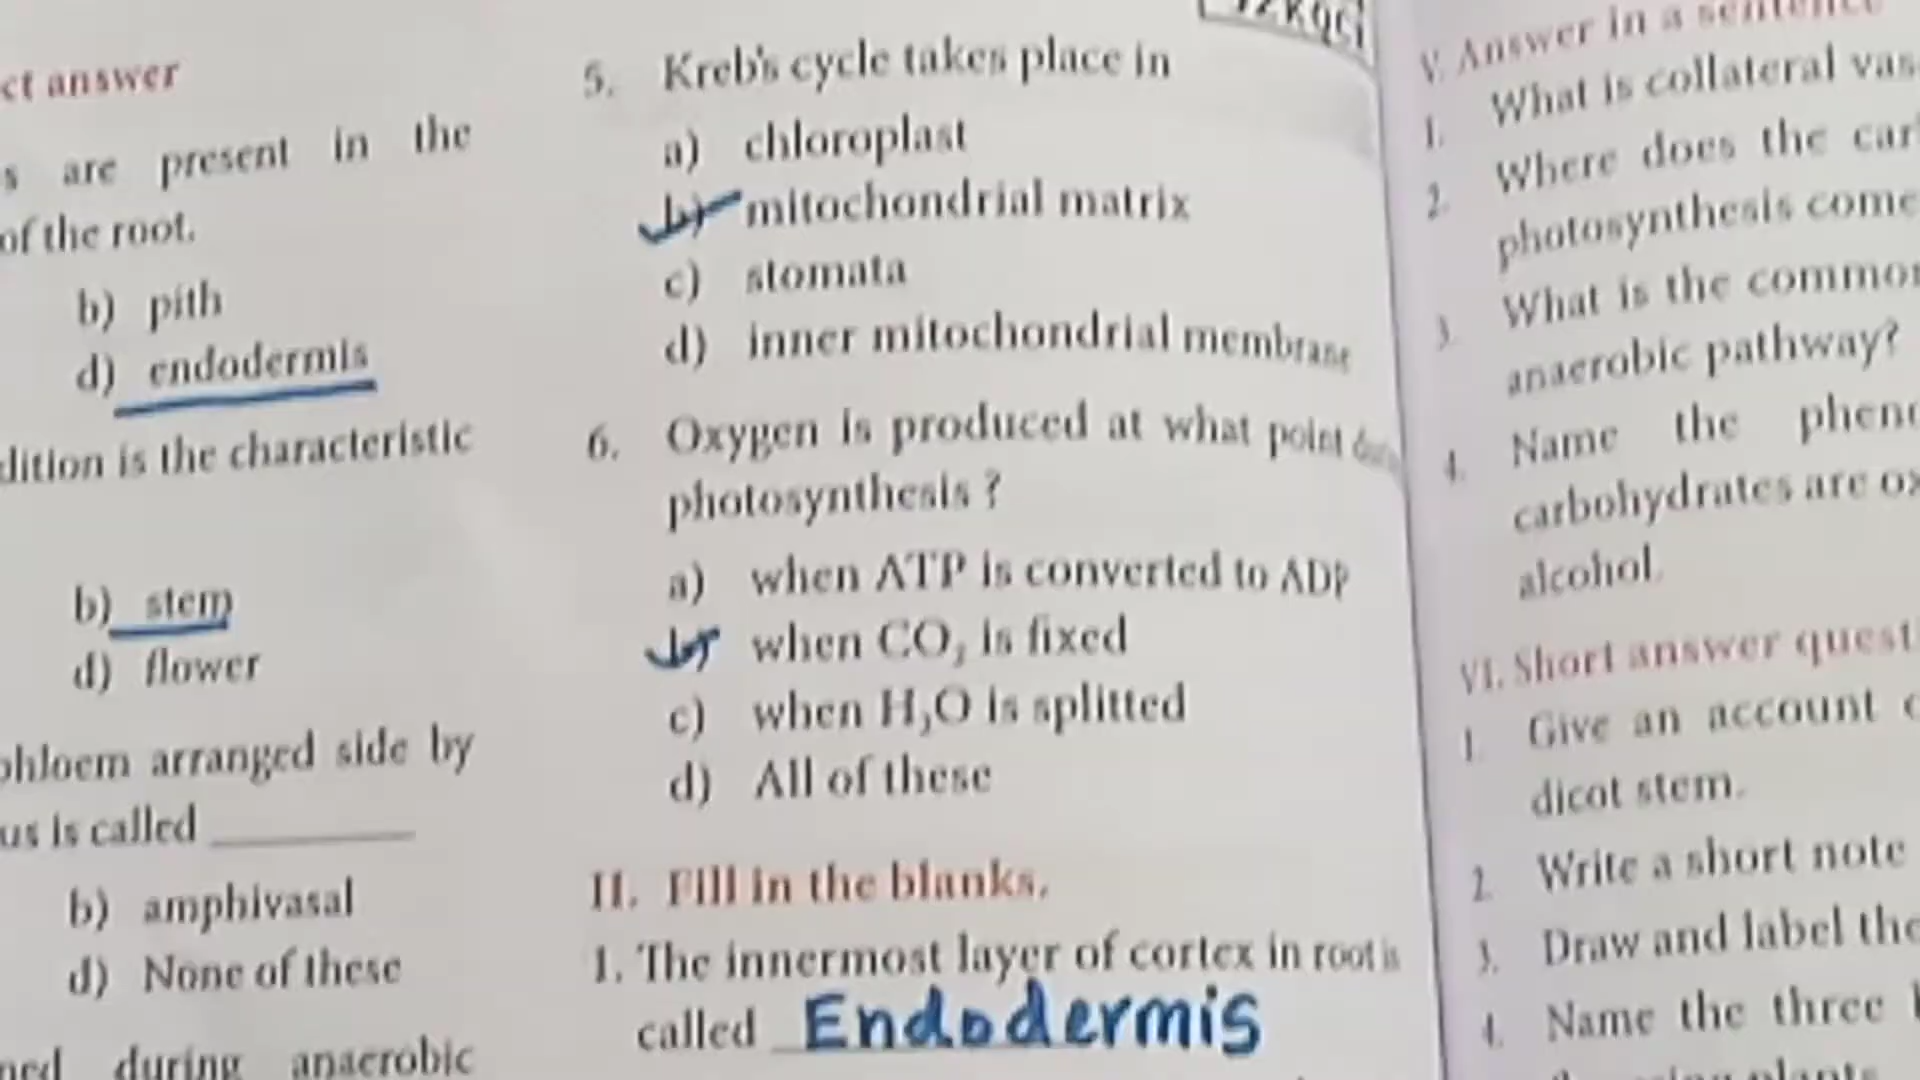 ct answer
s are present in the
of the root.
b) pith
d) endodermis
dition is the characteristic
b) stem
d) flower
phloem arranged side by
us is called
b) amphivasal
d) None of these
ned during anaerobic
5. Kreb's cycle takes place in
a) chloroplast
b) mitochondrial matrix
c) stomata
d) inner mitochondrial membrane
6. Oxygen is produced at what point
photosynthesis ?
a) when ATP is converted to ADP
b) when CO₂ is fixed
c) when H₂O is splitted
d) All of these
II. Fill in the blanks.
1. The innermost layer of cortex in root is
called Endodermis
V. Answer in a sentence
1. What is collateral vas
2. Where does the car
photosynthesis come
3. What is the common
anaerobic pathway?
4. Name the pheno
carbohydrates are ox
alcohol.
VI. Short answer quest
1. Give an account o
dicot stem.
2. Write a short note
3. Draw and label the
4. Name the three
plants